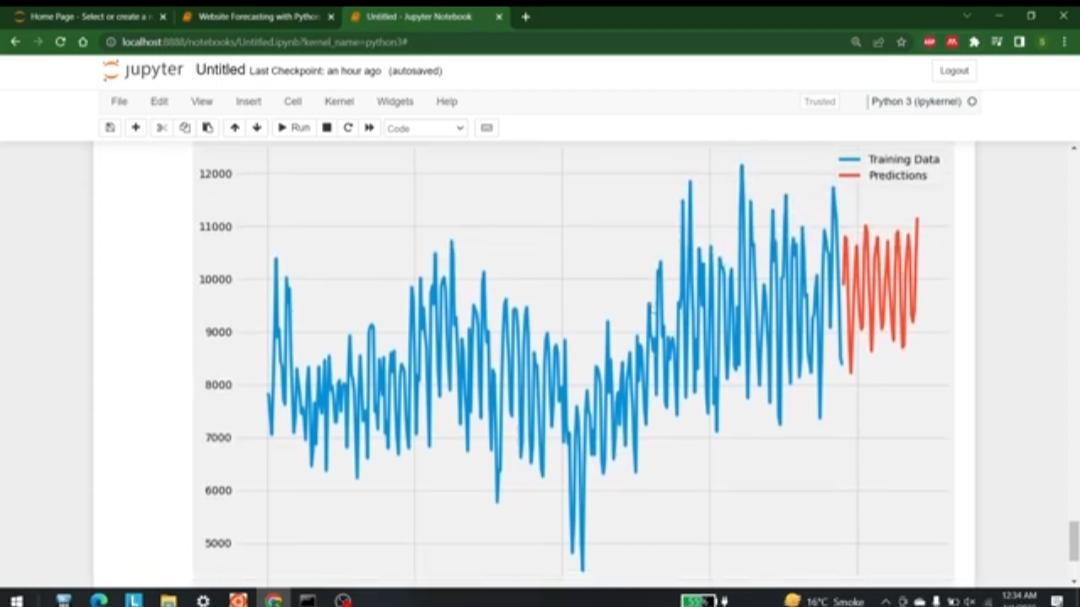 Home Page - Select or create a n
Website Forecasting with Python
Untitled - Jupyter Notebook
localhost:8888/notebooks/Untitled.ipynb?kernel_name=python3#
jupyter Untitled Last Checkpoint: an hour ago (autosaved)
Logout
File Edit View Insert Cell Kernel Widgets Help
Trusted
Python 3 (ipykernel)
Run
Code
Training Data
Predictions
12000
11000
10000
9000
8000
7000
6000
5000
55%
16°C Smoke
12:34 AM